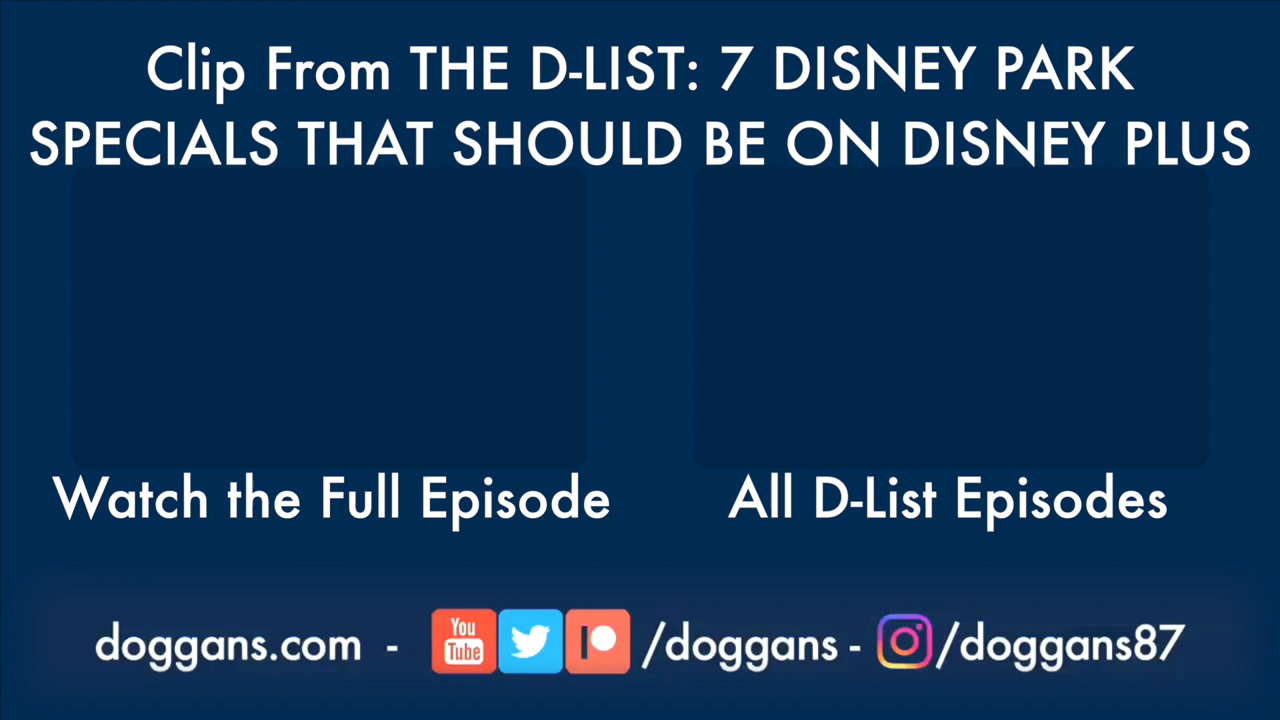 Clip From THE D-LIST: 7 DISNEY PARK
SPECIALS THAT SHOULD BE ON DISNEY PLUS
Watch the Full Episode
All D-List Episodes
doggans.com - You Tube /doggans - /doggans87